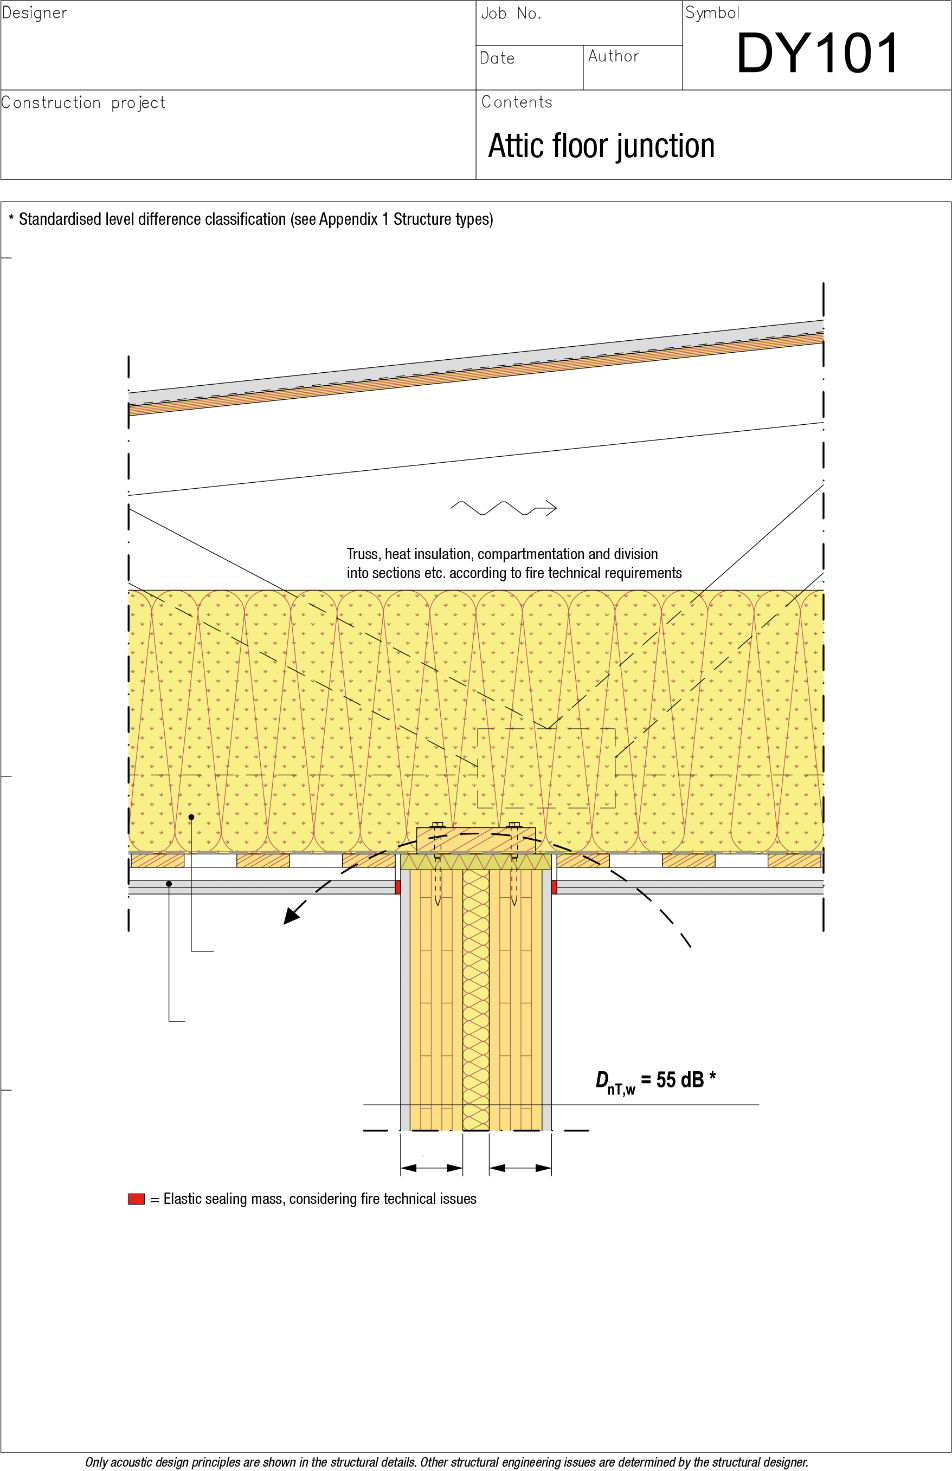 Designer
Job No.
Symbol
DY101
Date
Author
Construction project
Contents
Attic floor junction
* Standardised level difference classification (see Appendix 1 Structure types)
Truss, heat insulation, compartmentation and division
into sections etc. according to fire technical requirements
DnT,w = 55 dB *
= Elastic sealing mass, considering fire technical issues
Only acoustic design principles are shown in the structural details. Other structural engineering issues are determined by the structural designer.